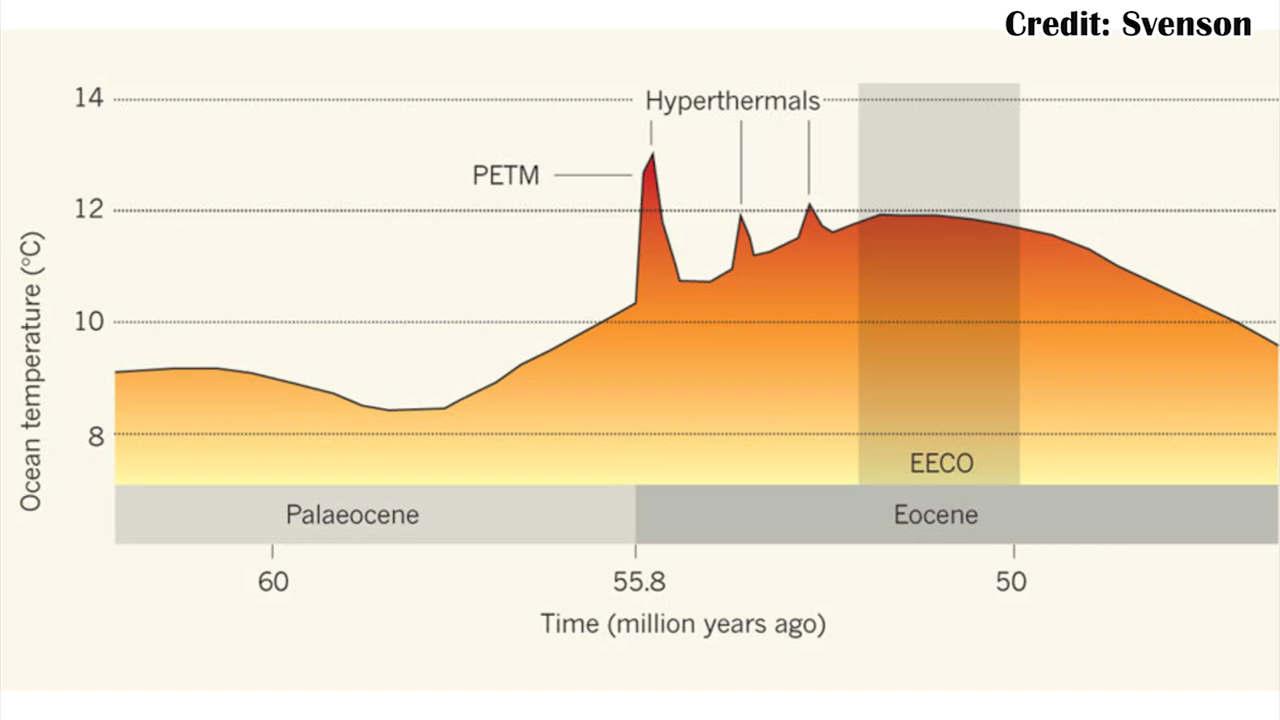 Credit: Svenson
14
Hyperthermals
PETM
12
Ocean temperature (°C)
10
8
EECO
Palaeocene
Eocene
60
55.8
50
Time (million years ago)